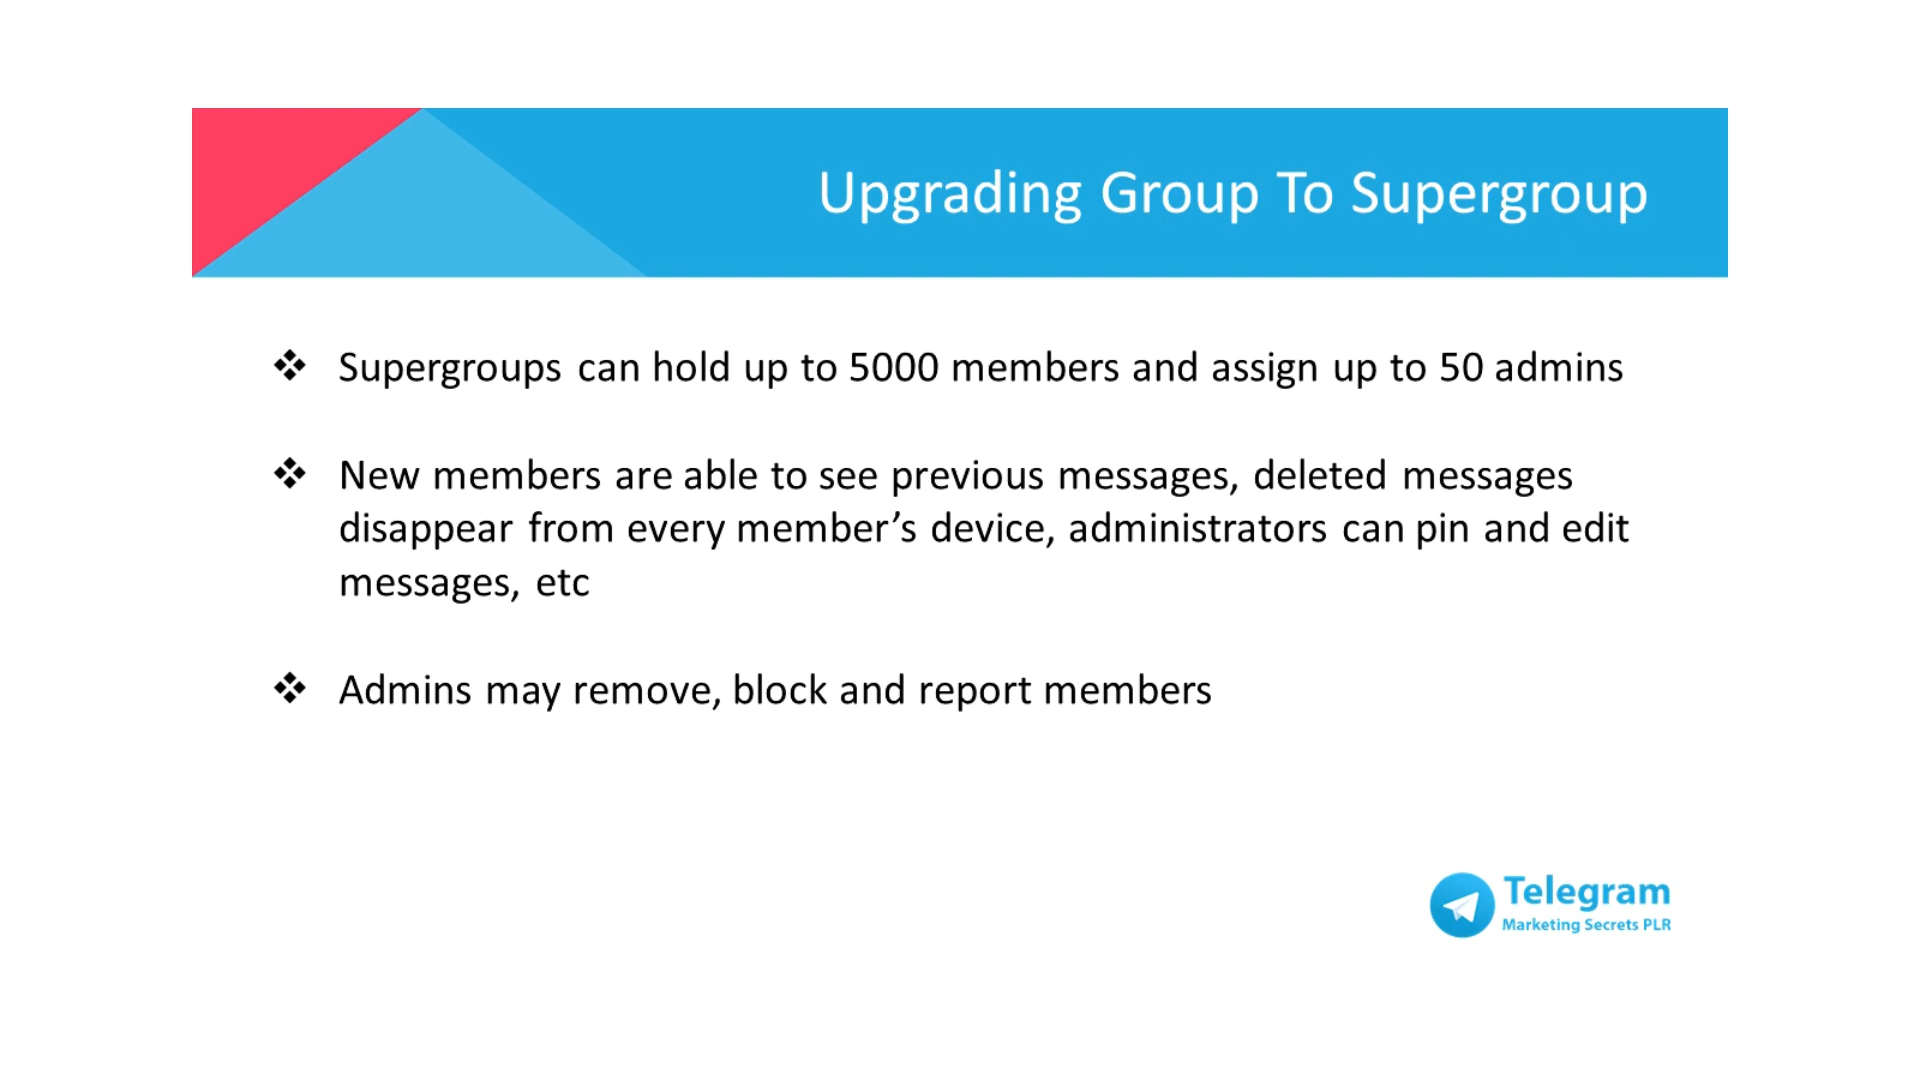 Upgrading Group To Supergroup
❖ Supergroups can hold up to 5000 members and assign up to 50 admins
❖ New members are able to see previous messages, deleted messages
disappear from every member’s device, administrators can pin and edit
messages, etc
❖ Admins may remove, block and report members
Telegram
Marketing Secrets PLR